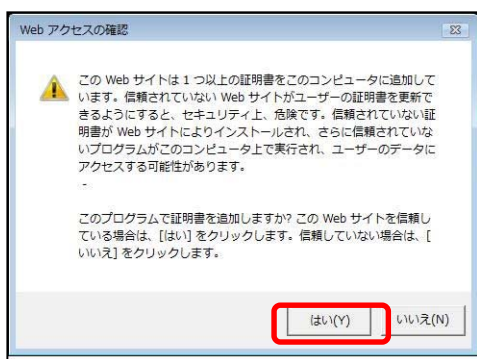 Web アクセスの確認
この Web サイトは 1 つ以上の証明書をこのコンピュータに追加して
います。信頼されていない Web サイトがユーザーの証明書を更新で
きるようにすると、セキュリティ上、危険です。信頼されていない証
明書が Web サイトによりインストールされ、さらに信頼されていな
いプログラムがこのコンピュータ上で実行され、ユーザーのデータに
アクセスする可能性があります。
-
このプログラムで証明書を追加しますか? この Web サイトを信頼し
ている場合は、[はい] をクリックします。信頼していない場合は、[
いいえ] をクリックします。
はい(Y) いいえ(N)